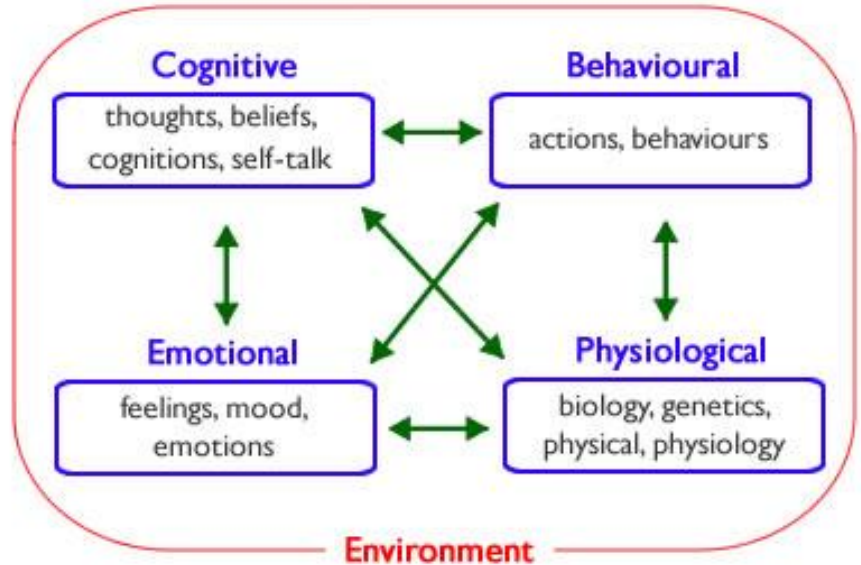 Cognitive
thoughts, beliefs,
cognitions, self-talk
Behavioural
actions, behaviours
Emotional
feelings, mood,
emotions
Physiological
biology, genetics,
physical, physiology
Environment